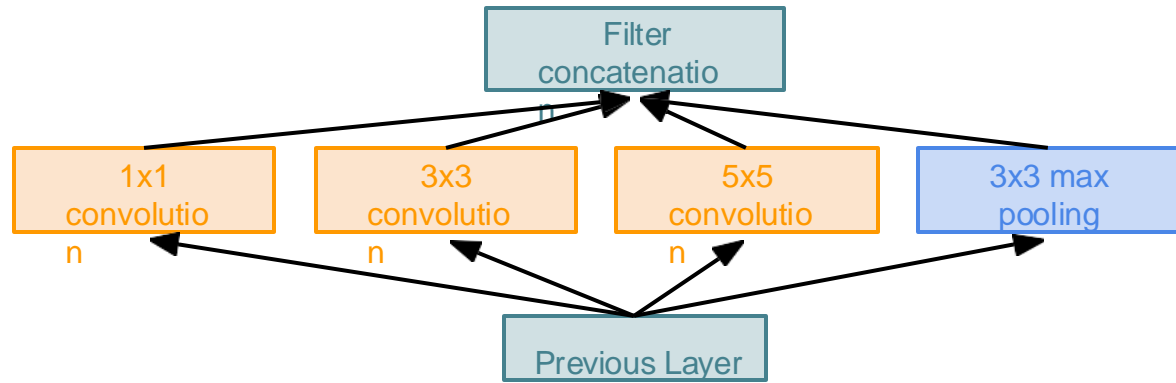 Filter
concatenatio
n
1x1
convolutio
n
3x3
convolutio
n
5x5
convolutio
n
3x3 max
pooling
Previous Layer